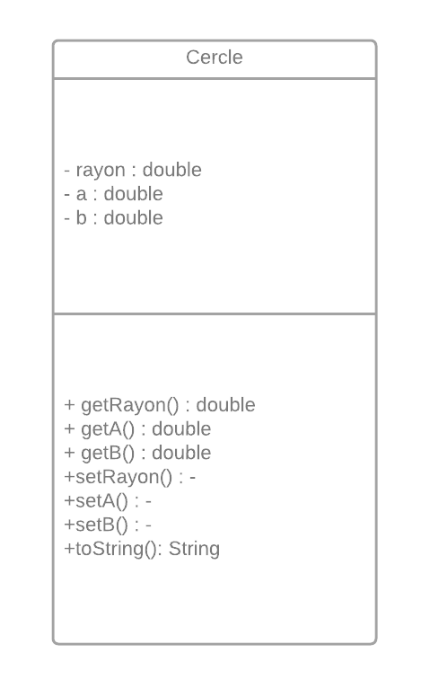 Cercle
- rayon : double
- a : double
- b : double
+ getRayon() : double
+ getA() : double
+ getB() : double
+setRayon() : -
+setA() : -
+setB() : -
+toString(): String